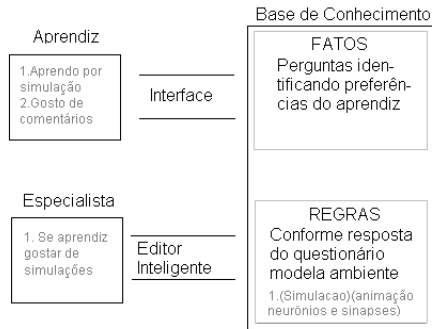 Base de Conhecimento
Aprendiz
1.Aprendo por
simulação
2.Gosto de
comentários
Interface
FATOS
Perguntas iden-
tificando preferên-
cias do aprendiz
Especialista
1. Se aprendiz
gostar de
simulações
Editor
Inteligente
REGRAS
Conforme resposta
do questionário
modela ambiente
1.(Simulacao)(animação
neurônios e sinapses)